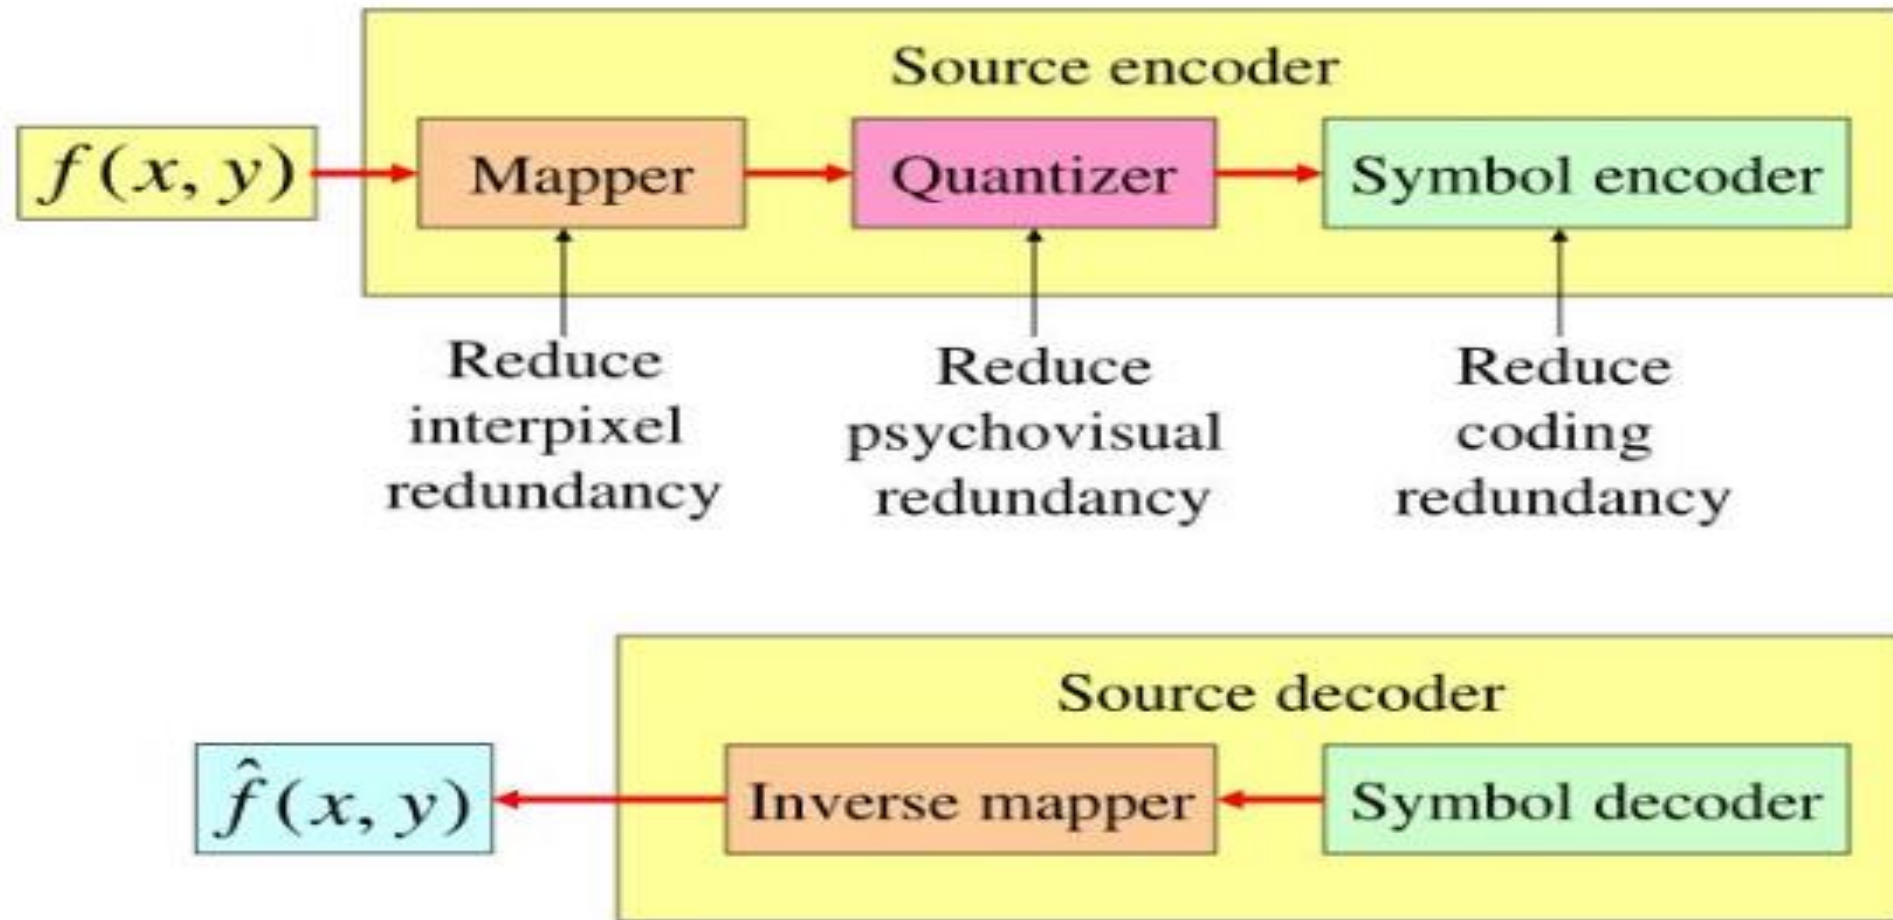 Source encoder
f(x, y)
Mapper
Quantizer
Symbol encoder
Reduce
interpixel
redundancy
Reduce
psychovisual
redundancy
Reduce
coding
redundancy
Source decoder
f̂(x, y)
Inverse mapper
Symbol decoder